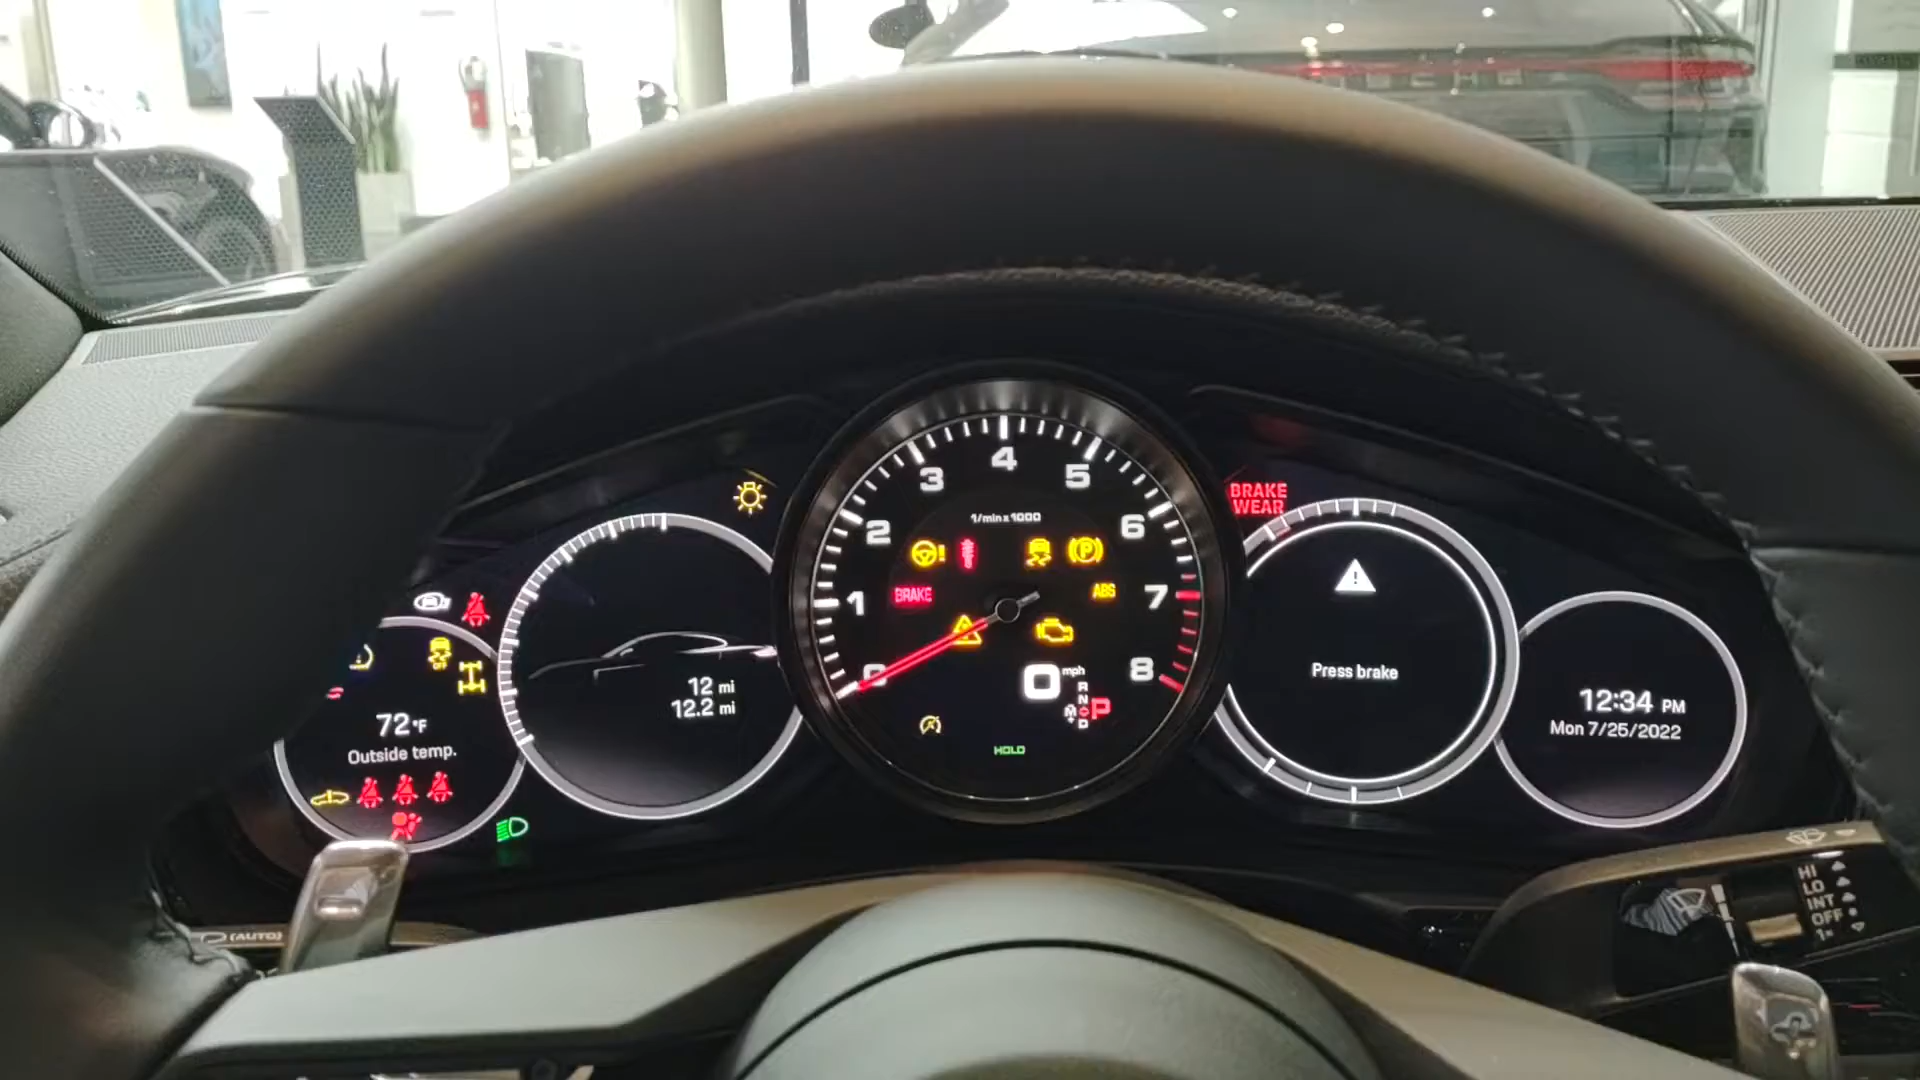 BRAKE
WEAR
1/min x 1000
0
1
2
3
4
5
6
7
8
BRAKE
ABS
P
OFF
0 mph
R
N
D
M
P
HOLD
72°F
Outside temp.
12 mi
12.2 mi
Press brake
12:34 PM
Mon 7/25/2022
(AUTO)
HI
LO
INT
OFF
1×